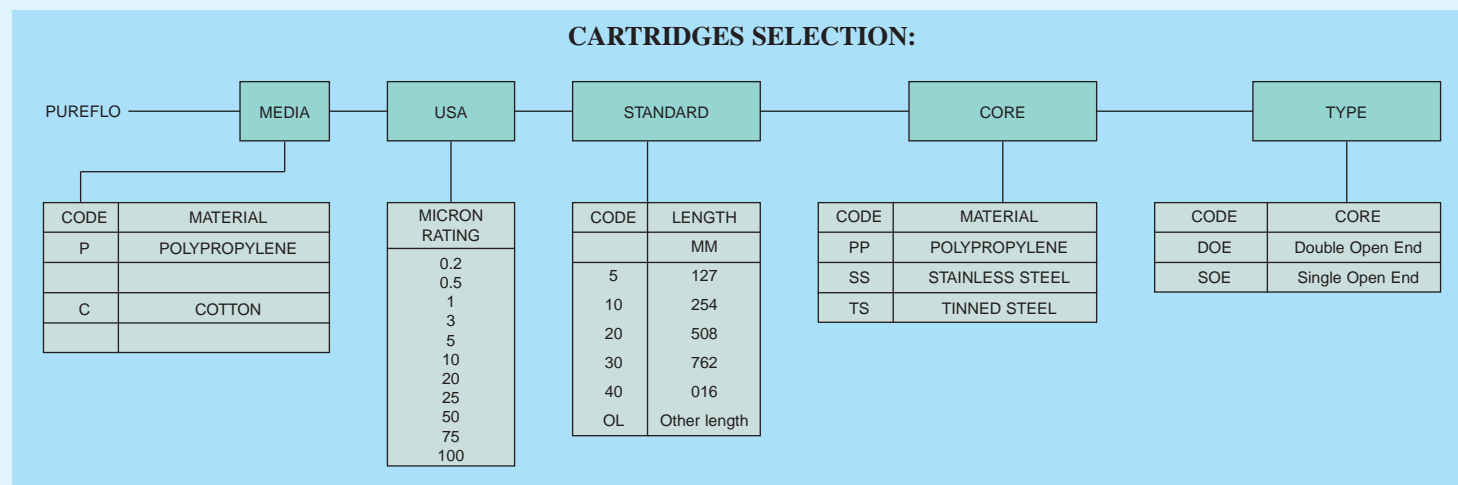 CARTRIDGES SELECTION:
PUREFLO MEDIA USA STANDARD CORE TYPE
CODE MATERIAL
P POLYPROPYLENE
C COTTON
MICRON
RATING
0.2
0.5
1
3
5
10
20
25
50
75
100
CODE LENGTH
MM
5 127
10 254
20 508
30 762
40 016
OL Other length
CODE MATERIAL
PP POLYPROPYLENE
SS STAINLESS STEEL
TS TINNED STEEL
CODE CORE
DOE Double Open End
SOE Single Open End